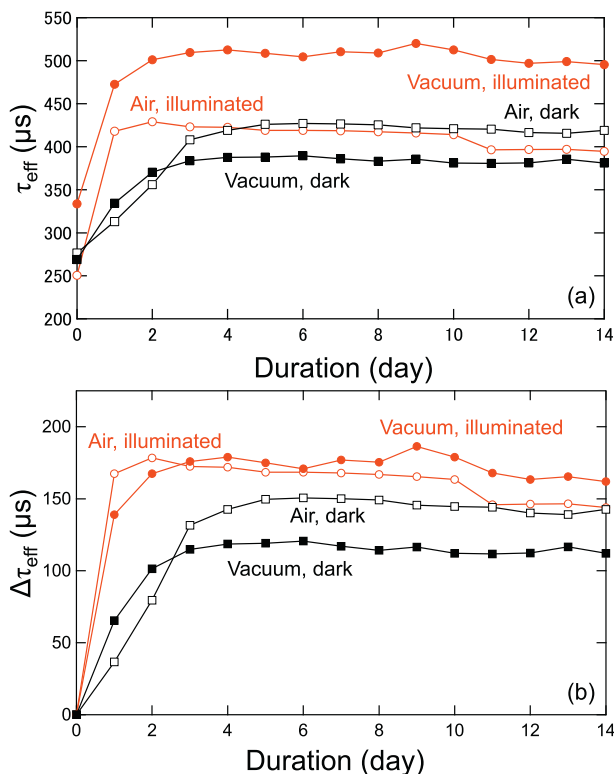 550
500
450
400
350
300
250
200
τeff (μs)
Vacuum, illuminated
Air, illuminated
Air, dark
Vacuum, dark
(a)
0 2 4 6 8 10 12 14
Duration (day)
200
150
100
50
0
Δτeff (μs)
Air, illuminated
Vacuum, illuminated
Air, dark
Vacuum, dark
(b)
0 2 4 6 8 10 12 14
Duration (day)